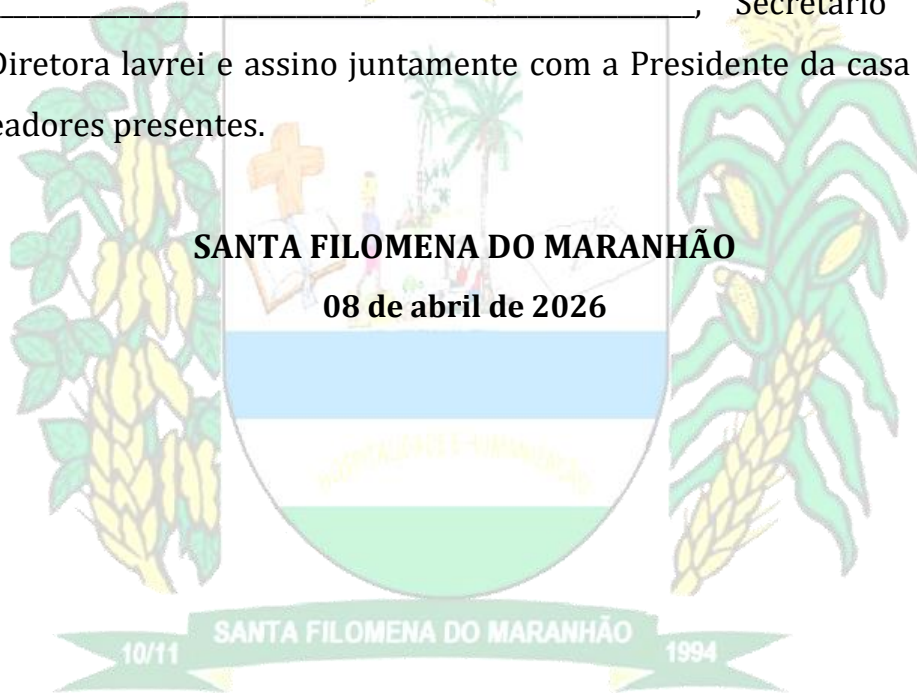 , Secretário
Diretora lavrei e assino juntamente com a Presidente da casa
eadores presentes.
SANTA FILOMENA DO MARANHÃO
08 de abril de 2026
10/11 SANTA FILOMENA DO MARANHÃO 1994